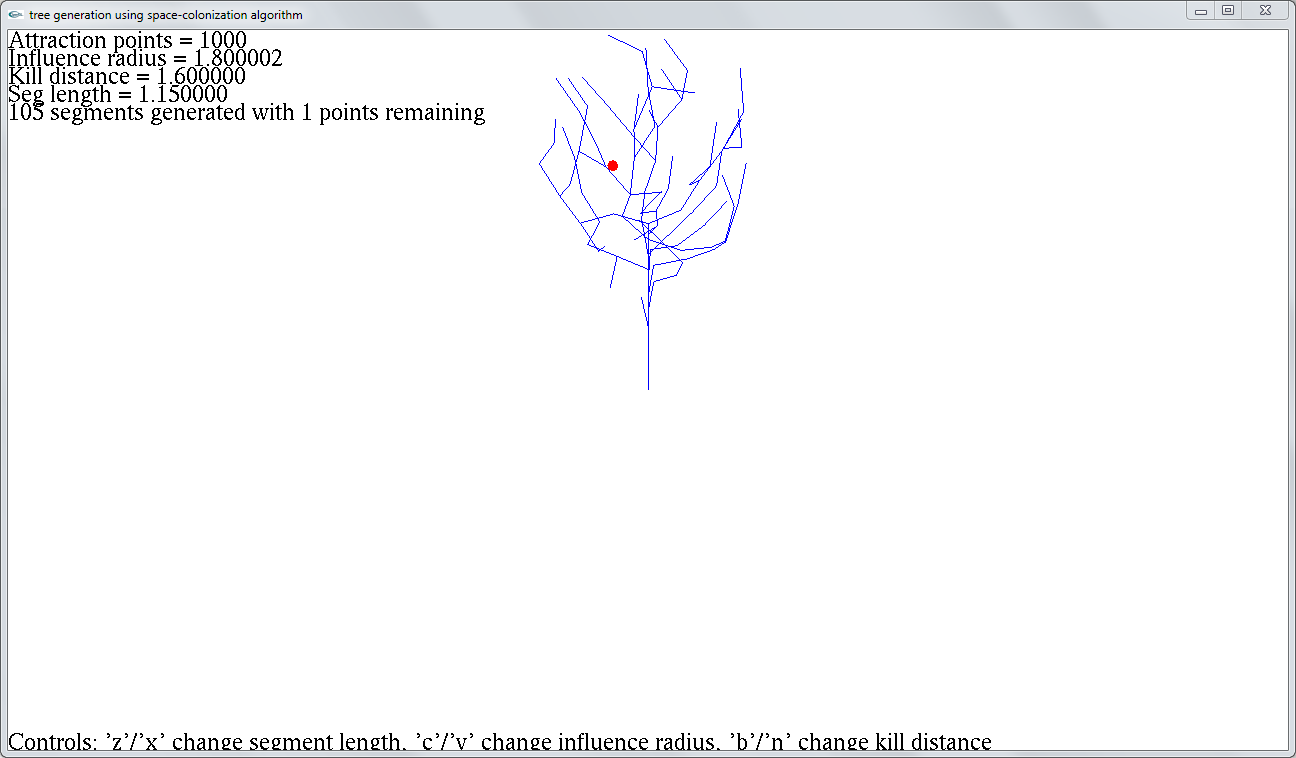 tree generation using space-colonization algorithm
Attraction points = 1000
Influence radius = 1.800002
Kill distance = 1.600000
Seg length = 1.150000
105 segments generated with 1 points remaining
Controls: 'z'/'x' change segment length, 'c'/'v' change influence radius, 'b'/'n' change kill distance